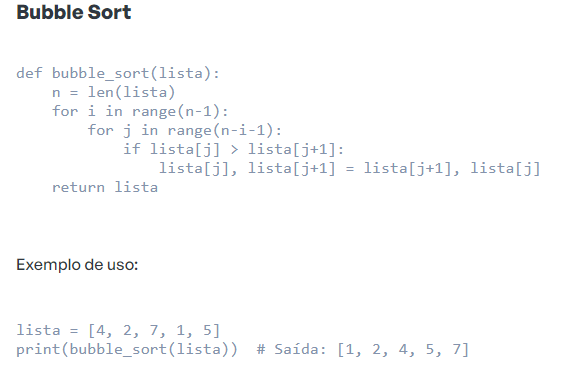 Bubble Sort
def bubble_sort(lista):
    n = len(lista)
    for i in range(n-1):
        for j in range(n-i-1):
            if lista[j] > lista[j+1]:
                lista[j], lista[j+1] = lista[j+1], lista[j]
    return lista
Exemplo de uso:
lista = [4, 2, 7, 1, 5]
print(bubble_sort(lista))  # Saída: [1, 2, 4, 5, 7]